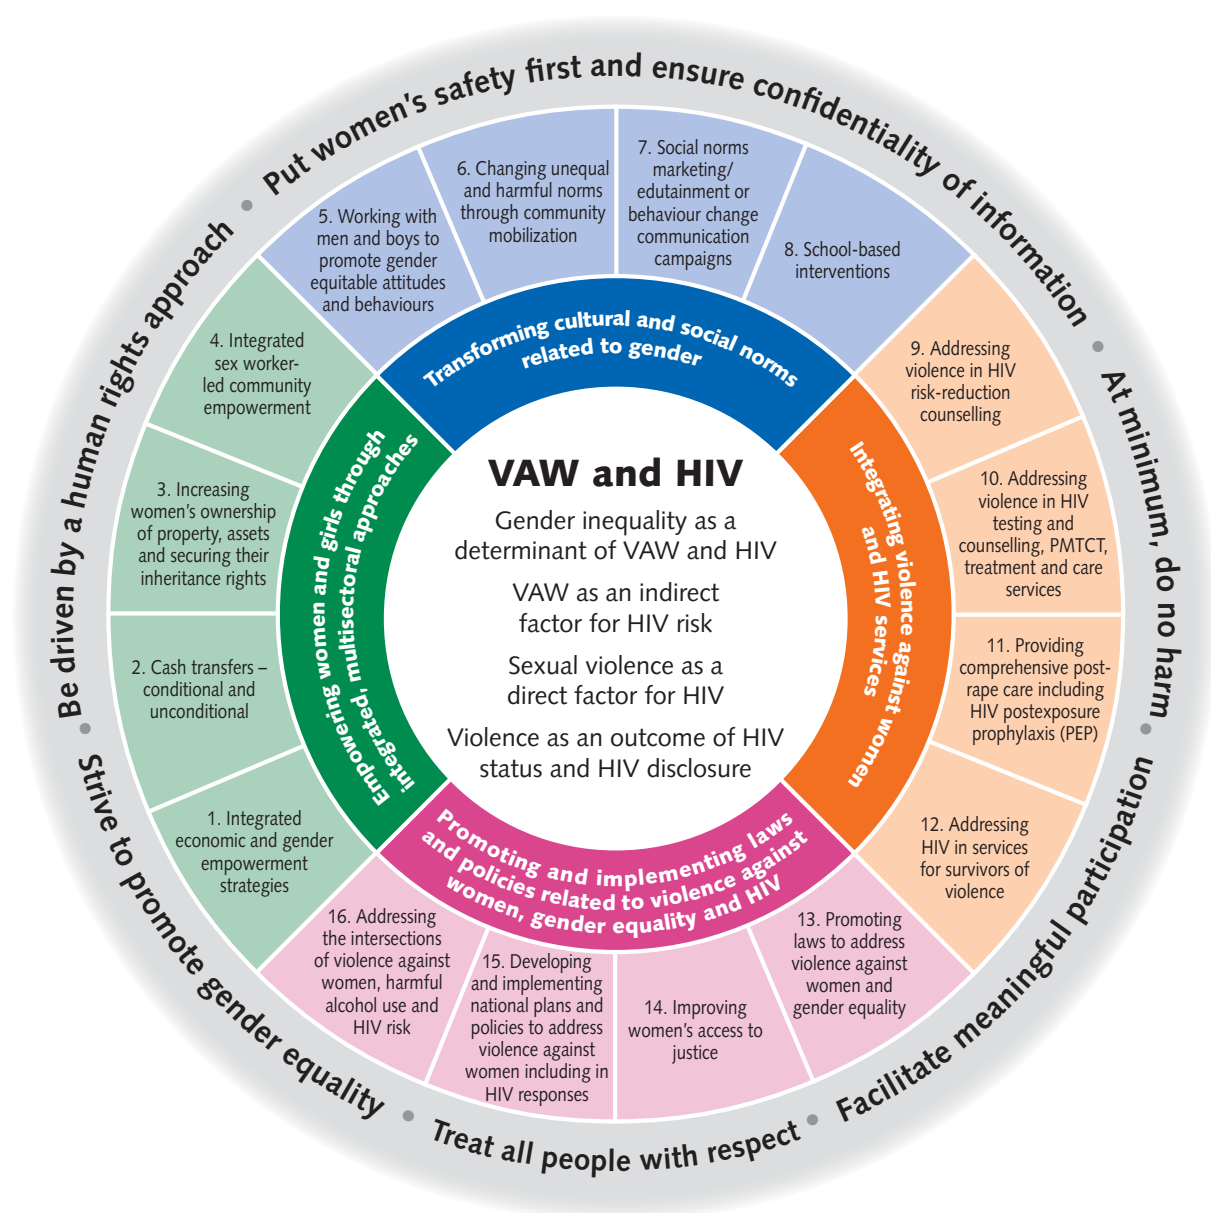 Put women's safety first and ensure confidentiality of information
At minimum, do no harm
Facilitate meaningful participation
Treat all people with respect
Strive to promote gender equality
Be driven by a human rights approach
VAW and HIV
Gender inequality as a
determinant of VAW and HIV
VAW as an indirect
factor for HIV risk
Sexual violence as a
direct factor for HIV
Violence as an outcome of HIV
status and HIV disclosure
Empowering women and girls through
integrated, multisectoral approaches
1. Integrated
economic and gender
empowerment
strategies
2. Cash transfers –
conditional and
unconditional
3. Increasing
women’s ownership
of property, assets
and securing their
inheritance rights
4. Integrated
sex worker-
led community
empowerment
Transforming cultural and social norms
related to gender
5. Working with
men and boys to
promote gender
equitable attitudes
and behaviours
6. Changing unequal
and harmful norms
through community
mobilization
7. Social norms
marketing/
edutainment or
behaviour change
communication
campaigns
8. School-based
interventions
Integrating violence against women
and HIV services
9. Addressing
violence in HIV
risk-reduction
counselling
10. Addressing
violence in HIV
testing and
counselling, PMTCT,
treatment and care
services
11. Providing
comprehensive post-
rape care including
HIV postexposure
prophylaxis (PEP)
12. Addressing
HIV in services
for survivors of
violence
Promoting and implementing laws
and policies related to violence against
women, gender equality and HIV
13. Promoting
laws to address
violence against
women and
gender equality
14. Improving
women’s access to
justice
15. Developing
and implementing
national plans and
policies to address
violence against
women including in
HIV responses
16. Addressing
the intersections
of violence against
women, harmful
alcohol use and
HIV risk